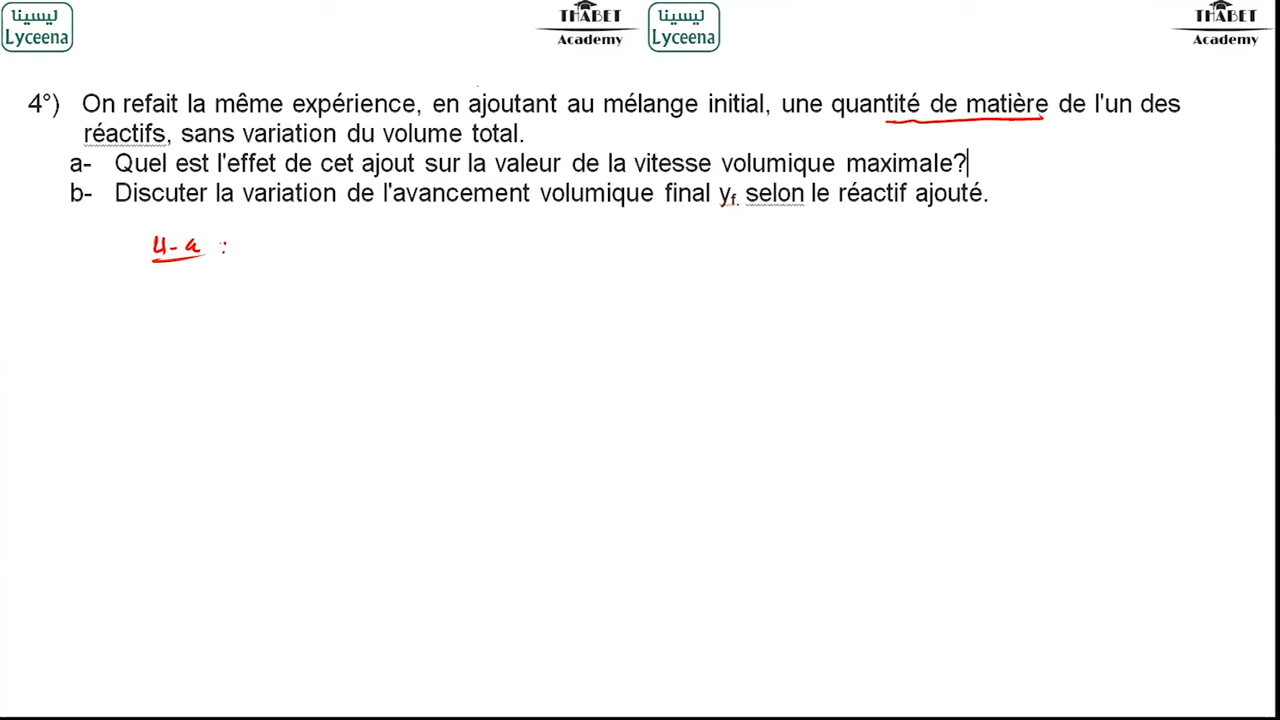 ليسينا
Lyceena
THABET
Academy
ليسينا
Lyceena
THABET
Academy
4°) On refait la même expérience, en ajoutant au mélange initial, une quantité de matière de l'un des
réactifs, sans variation du volume total.
a- Quel est l'effet de cet ajout sur la valeur de la vitesse volumique maximale?
b- Discuter la variation de l'avancement volumique final yf. selon le réactif ajouté.
4-a :